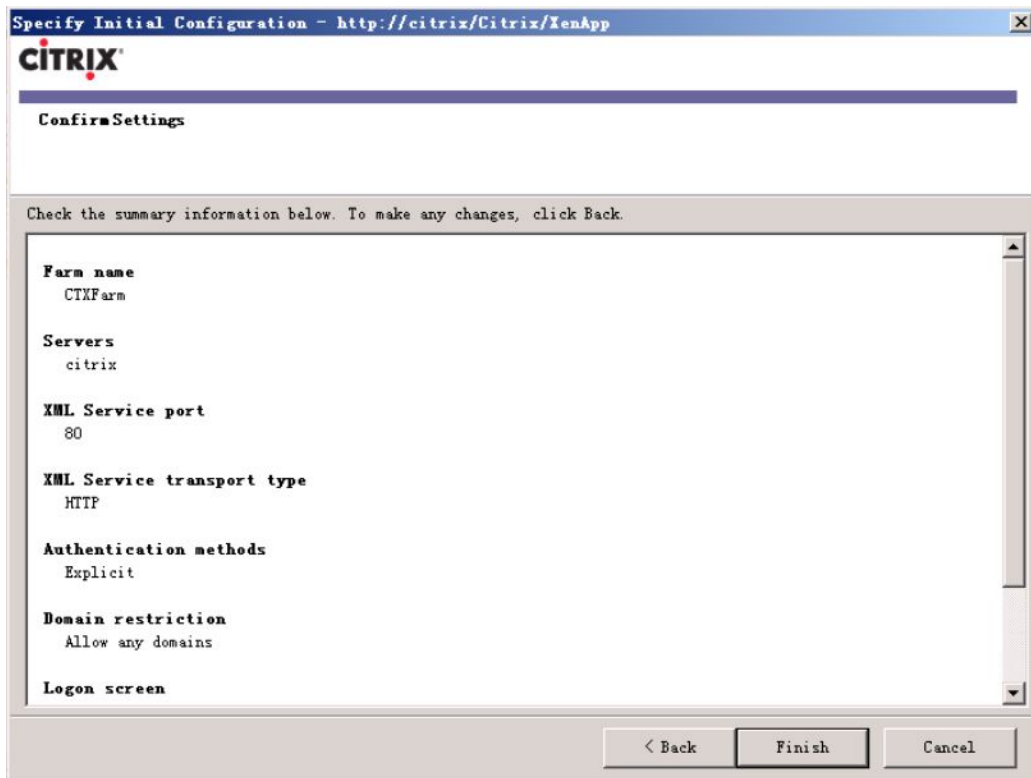 Specify Initial Configuration - http://citrix/Citrix/XenApp
CITRIX
Confirm Settings
Check the summary information below. To make any changes, click Back.
Farm name
CTXFarm
Servers
citrix
XML Service port
80
XML Service transport type
HTTP
Authentication methods
Explicit
Domain restriction
Allow any domains
Logon screen
< Back
Finish
Cancel